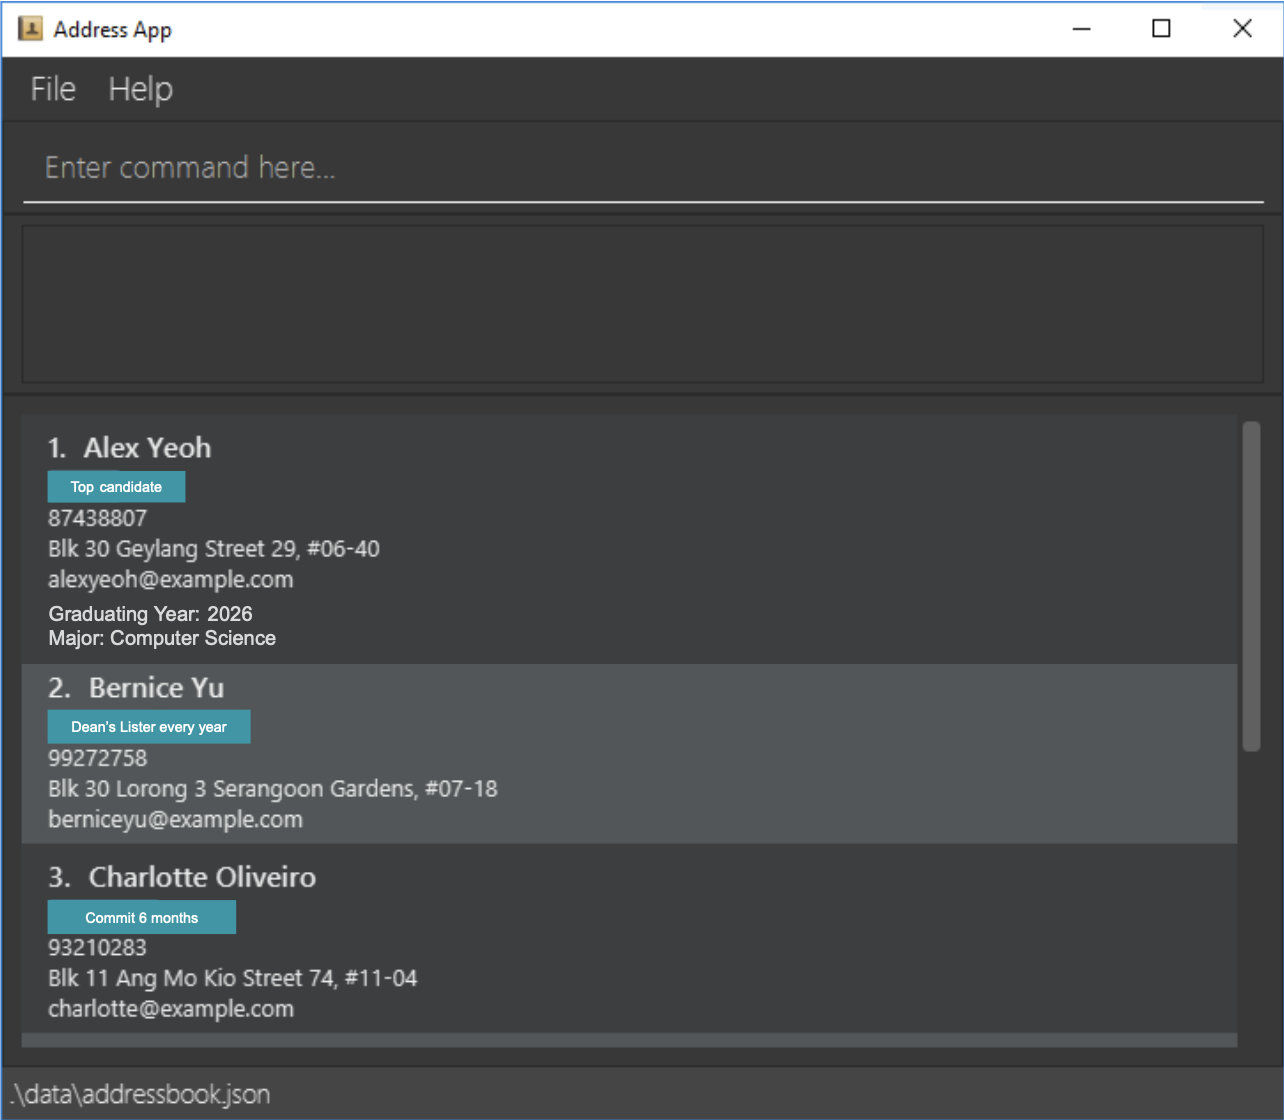 Address App
File Help
Enter command here...
1. Alex Yeoh
Top candidate
87438807
Blk 30 Geylang Street 29, #06-40
alexyeoh@example.com
Graduating Year: 2026
Major: Computer Science
2. Bernice Yu
Dean's Lister every year
99272758
Blk 30 Lorong 3 Serangoon Gardens, #07-18
berniceyu@example.com
3. Charlotte Oliveiro
Commit 6 months
93210283
Blk 11 Ang Mo Kio Street 74, #11-04
charlotte@example.com
.\data\addressbook.json